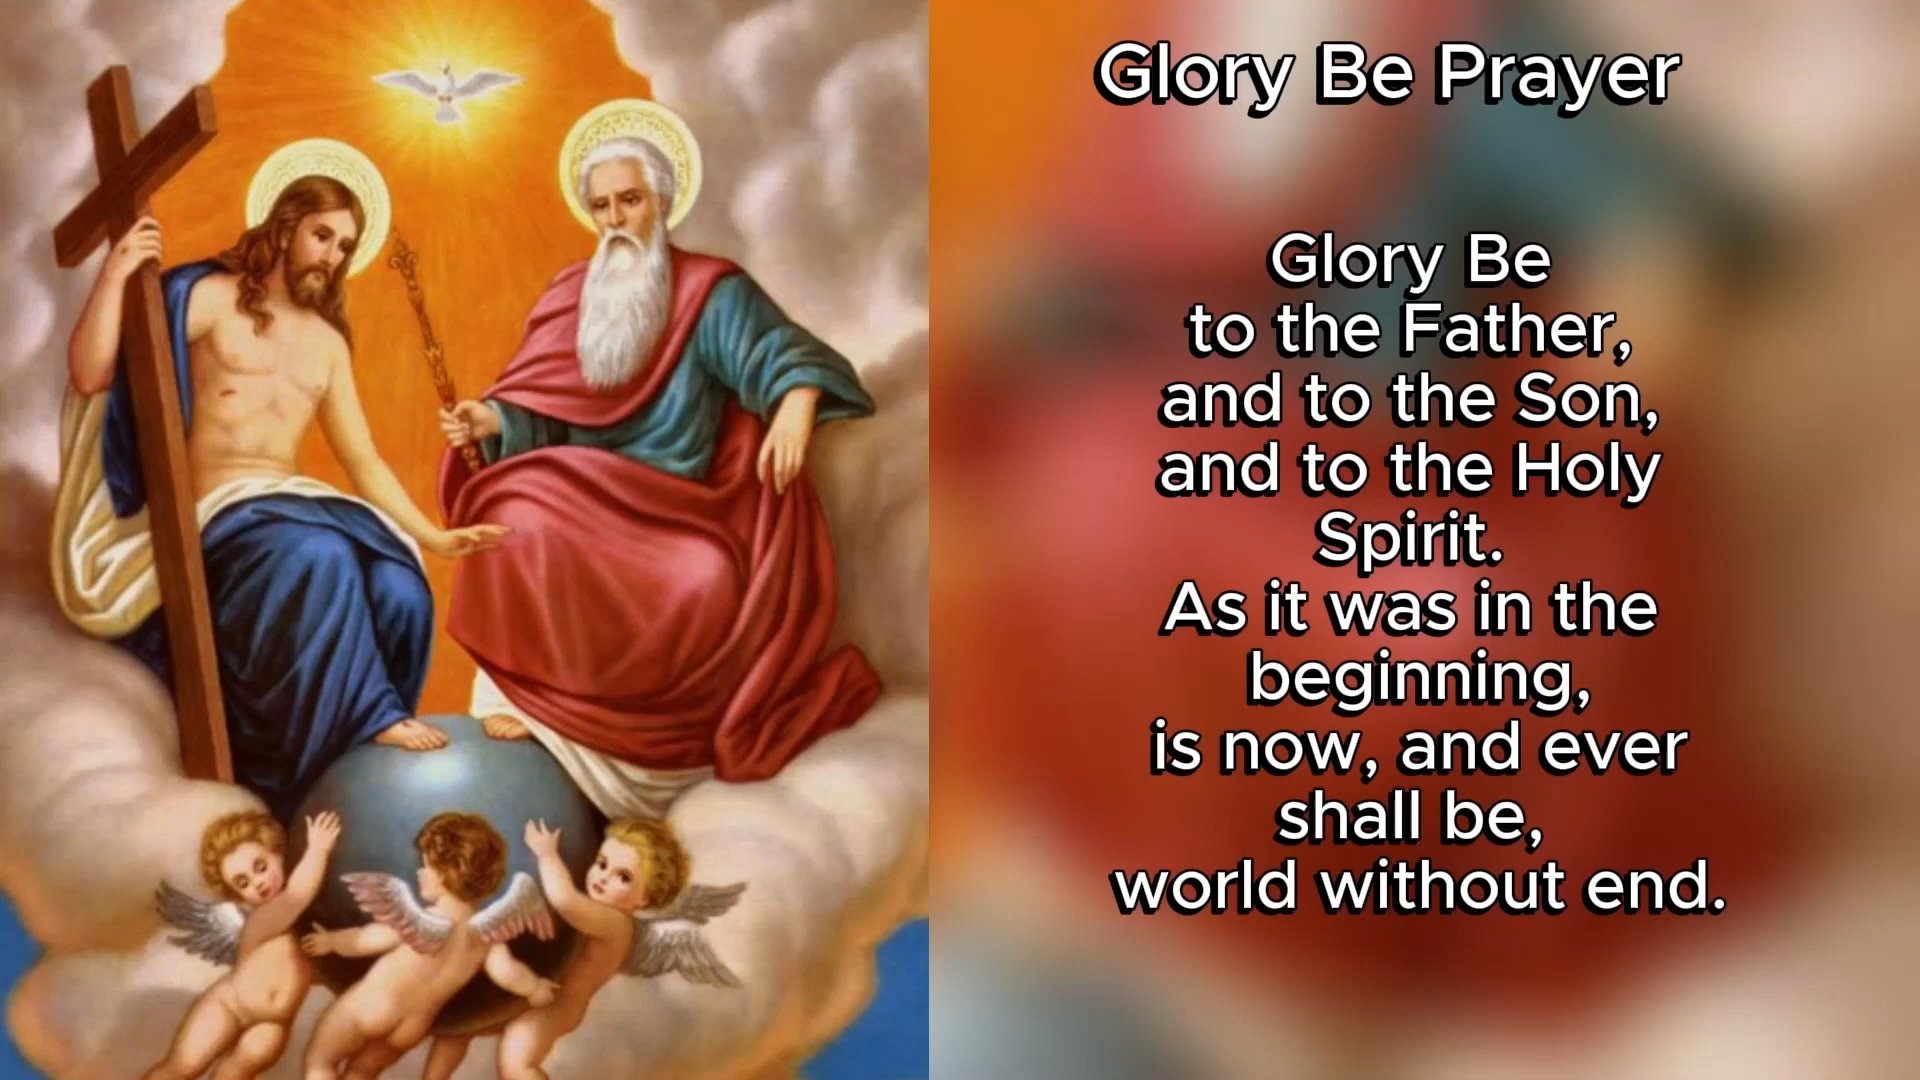 Glory Be Prayer
Glory Be
to the Father,
and to the Son,
and to the Holy
Spirit.
As it was in the
beginning,
is now, and ever
shall be,
world without end.